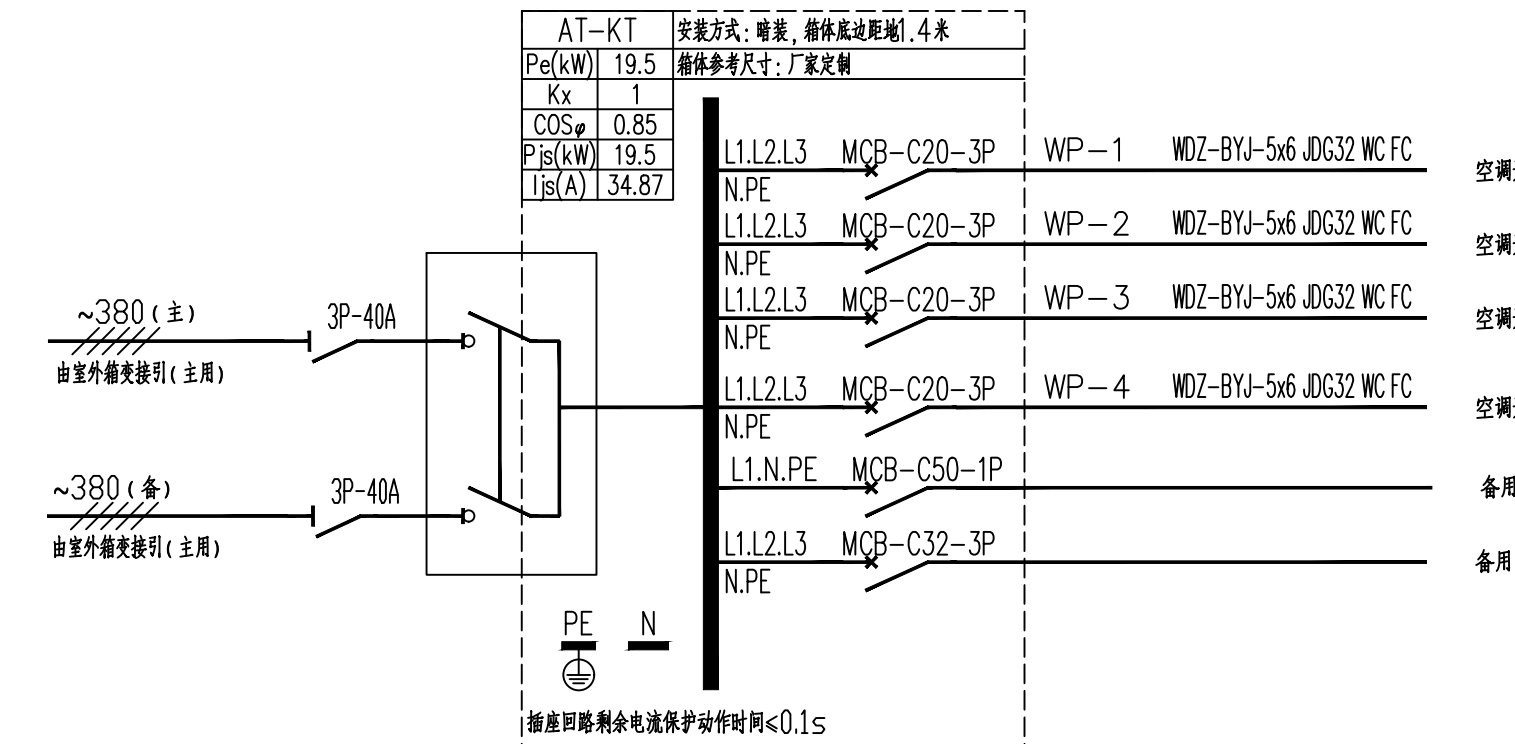 AT-KT 安装方式:暗装,箱体底边距地1.4米
Pe(kW) 19.5 箱体参考尺寸:厂家定制
Kx 1
COSφ 0.85
Pjs(kW) 19.5
Ijs(A) 34.87
L1.L2.L3 MCB-C20-3P WP-1 WDZ-BYJ-5x6 JDG32 WC FC
空调
N.PE
L1.L2.L3 MCB-C20-3P WP-2 WDZ-BYJ-5x6 JDG32 WC FC
空调
N.PE
L1.L2.L3 MCB-C20-3P WP-3 WDZ-BYJ-5x6 JDG32 WC FC
空调
N.PE
~380(主) 3P-40A
由室外箱变接引(主用)
L1.L2.L3 MCB-C20-3P WP-4 WDZ-BYJ-5x6 JDG32 WC FC
空调
N.PE
L1.N.PE MCB-C50-1P
备用
~380(备) 3P-40A
由室外箱变接引(主用)
L1.L2.L3 MCB-C32-3P
备用
N.PE
PE N
插座回路剩余电流保护动作时间≤0.1s